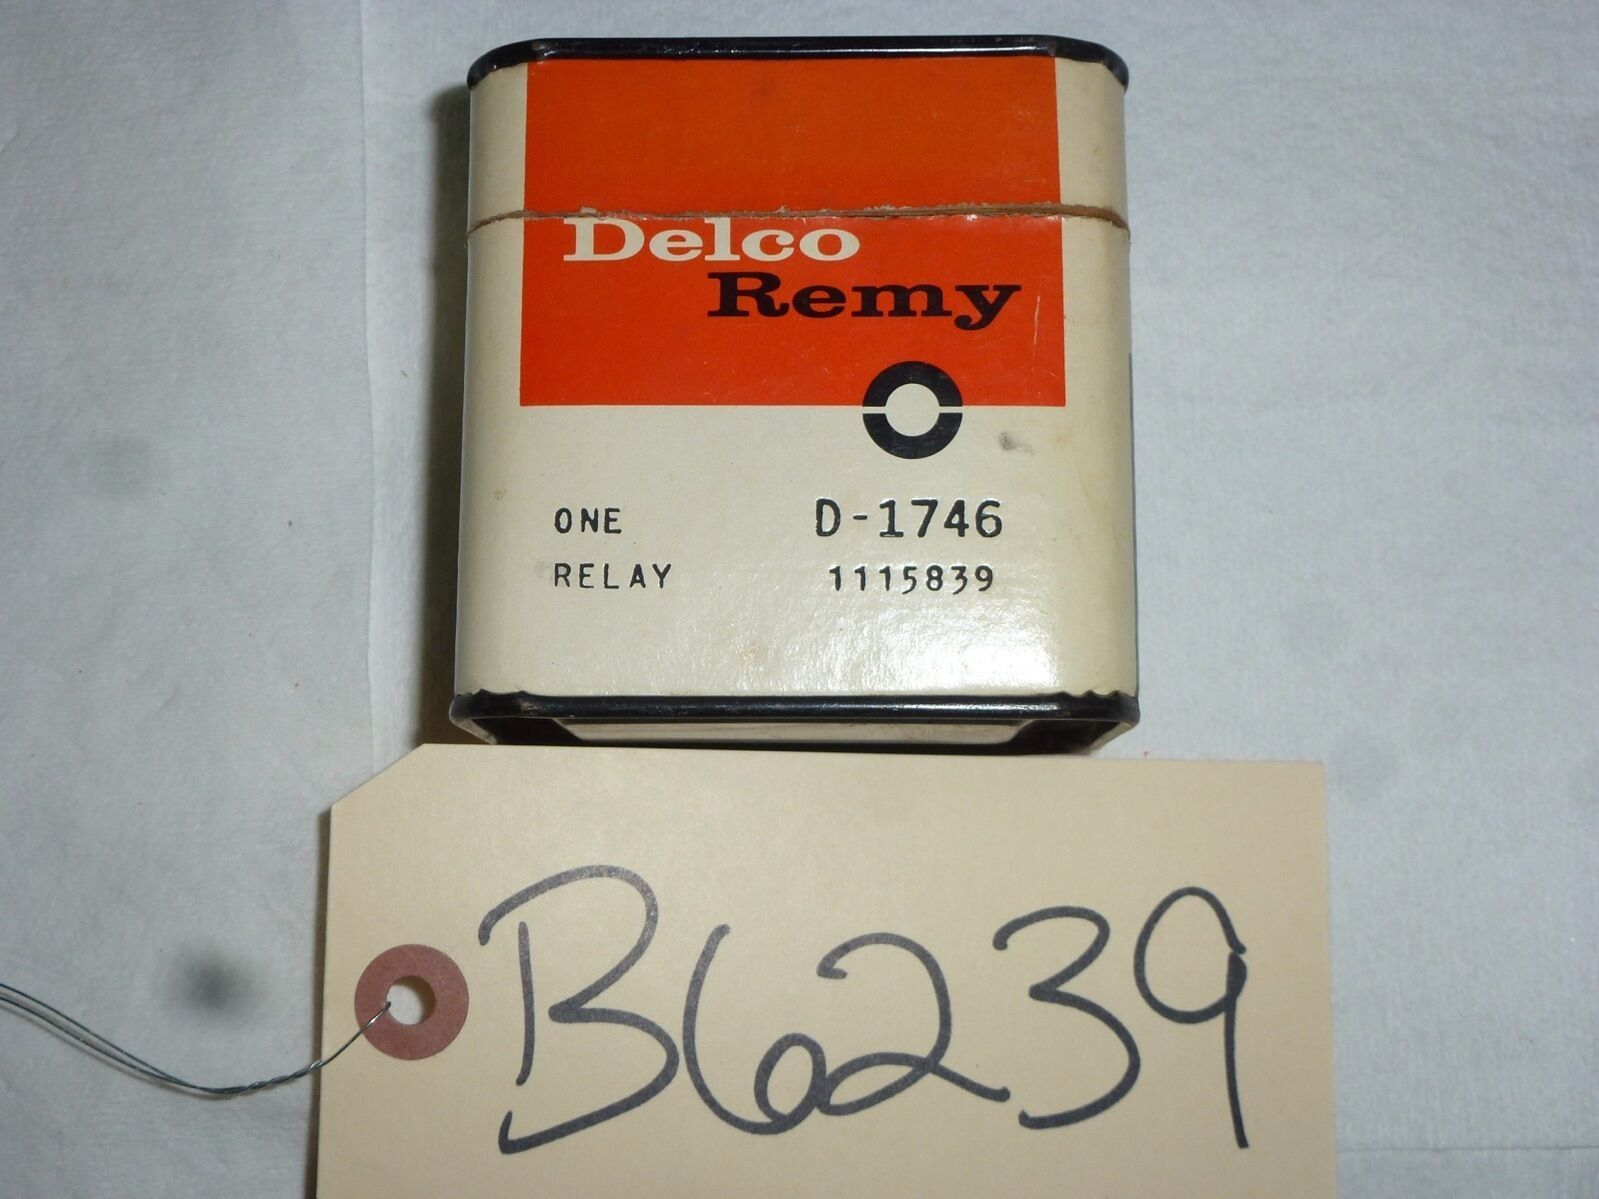 Delco
Remy
ONE D-1746
RELAY 1115839
B6239